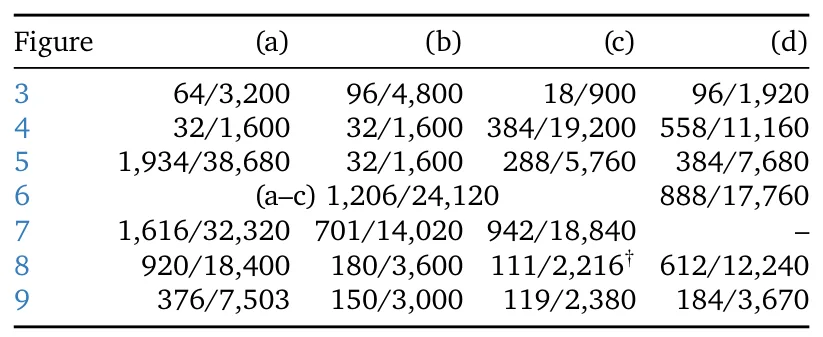 Figure (a) (b) (c) (d)
3 64/3,200 96/4,800 18/900 96/1,920
4 32/1,600 32/1,600 384/19,200 558/11,160
5 1,934/38,680 32/1,600 288/5,760 384/7,680
6 (a–c) 1,206/24,120 888/17,760
7 1,616/32,320 701/14,020 942/18,840 –
8 920/18,400 180/3,600 111/2,216† 612/12,240
9 376/7,503 150/3,000 119/2,380 184/3,670